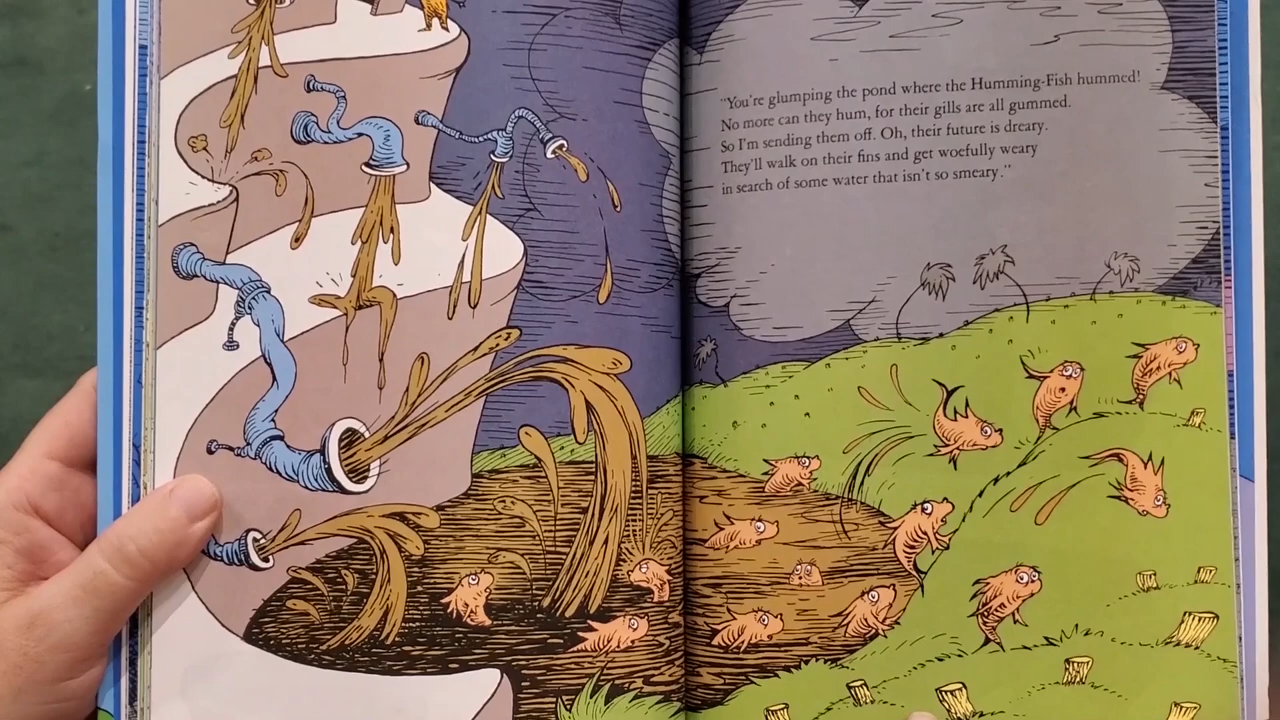 "You're glumping the pond where the Humming-Fish hummed!
No more can they hum, for their gills are all gummed.
So I'm sending them off. Oh, their future is dreary.
They'll walk on their fins and get woefully weary
in search of some water that isn't so smeary."